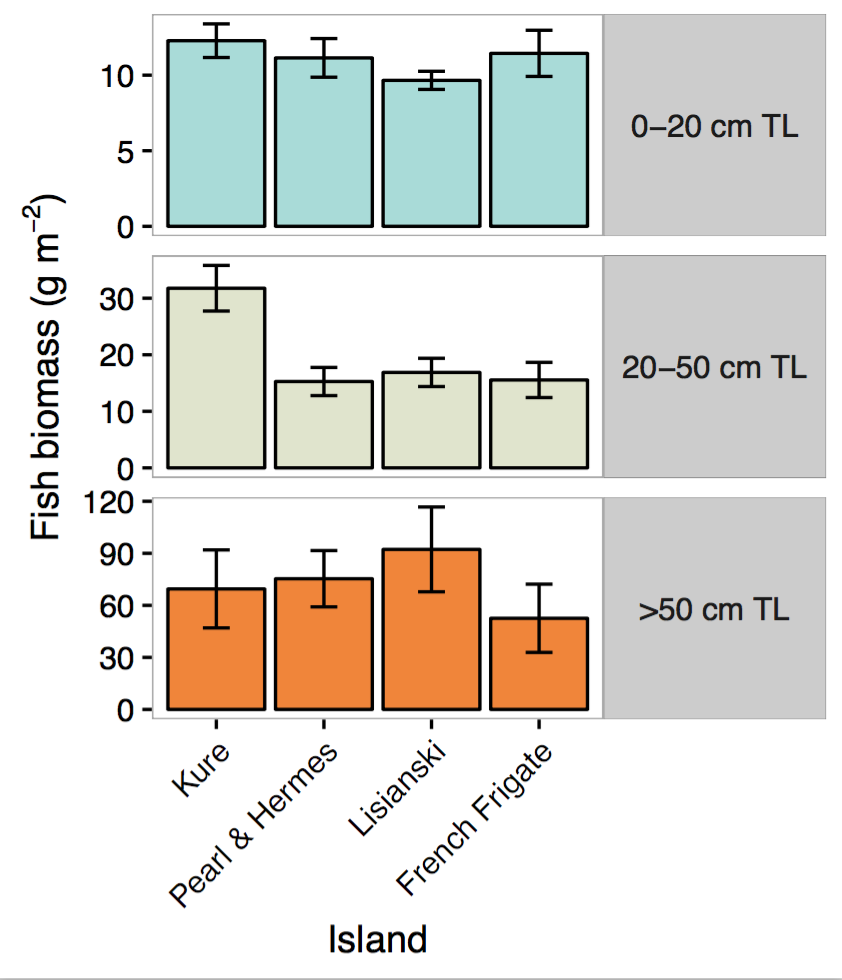 Fish biomass (g m⁻²)
10
5
0
0–20 cm TL
30
20
10
0
20–50 cm TL
120
90
60
30
0
>50 cm TL
Kure
Pearl & Hermes
Lisianski
French Frigate
Island